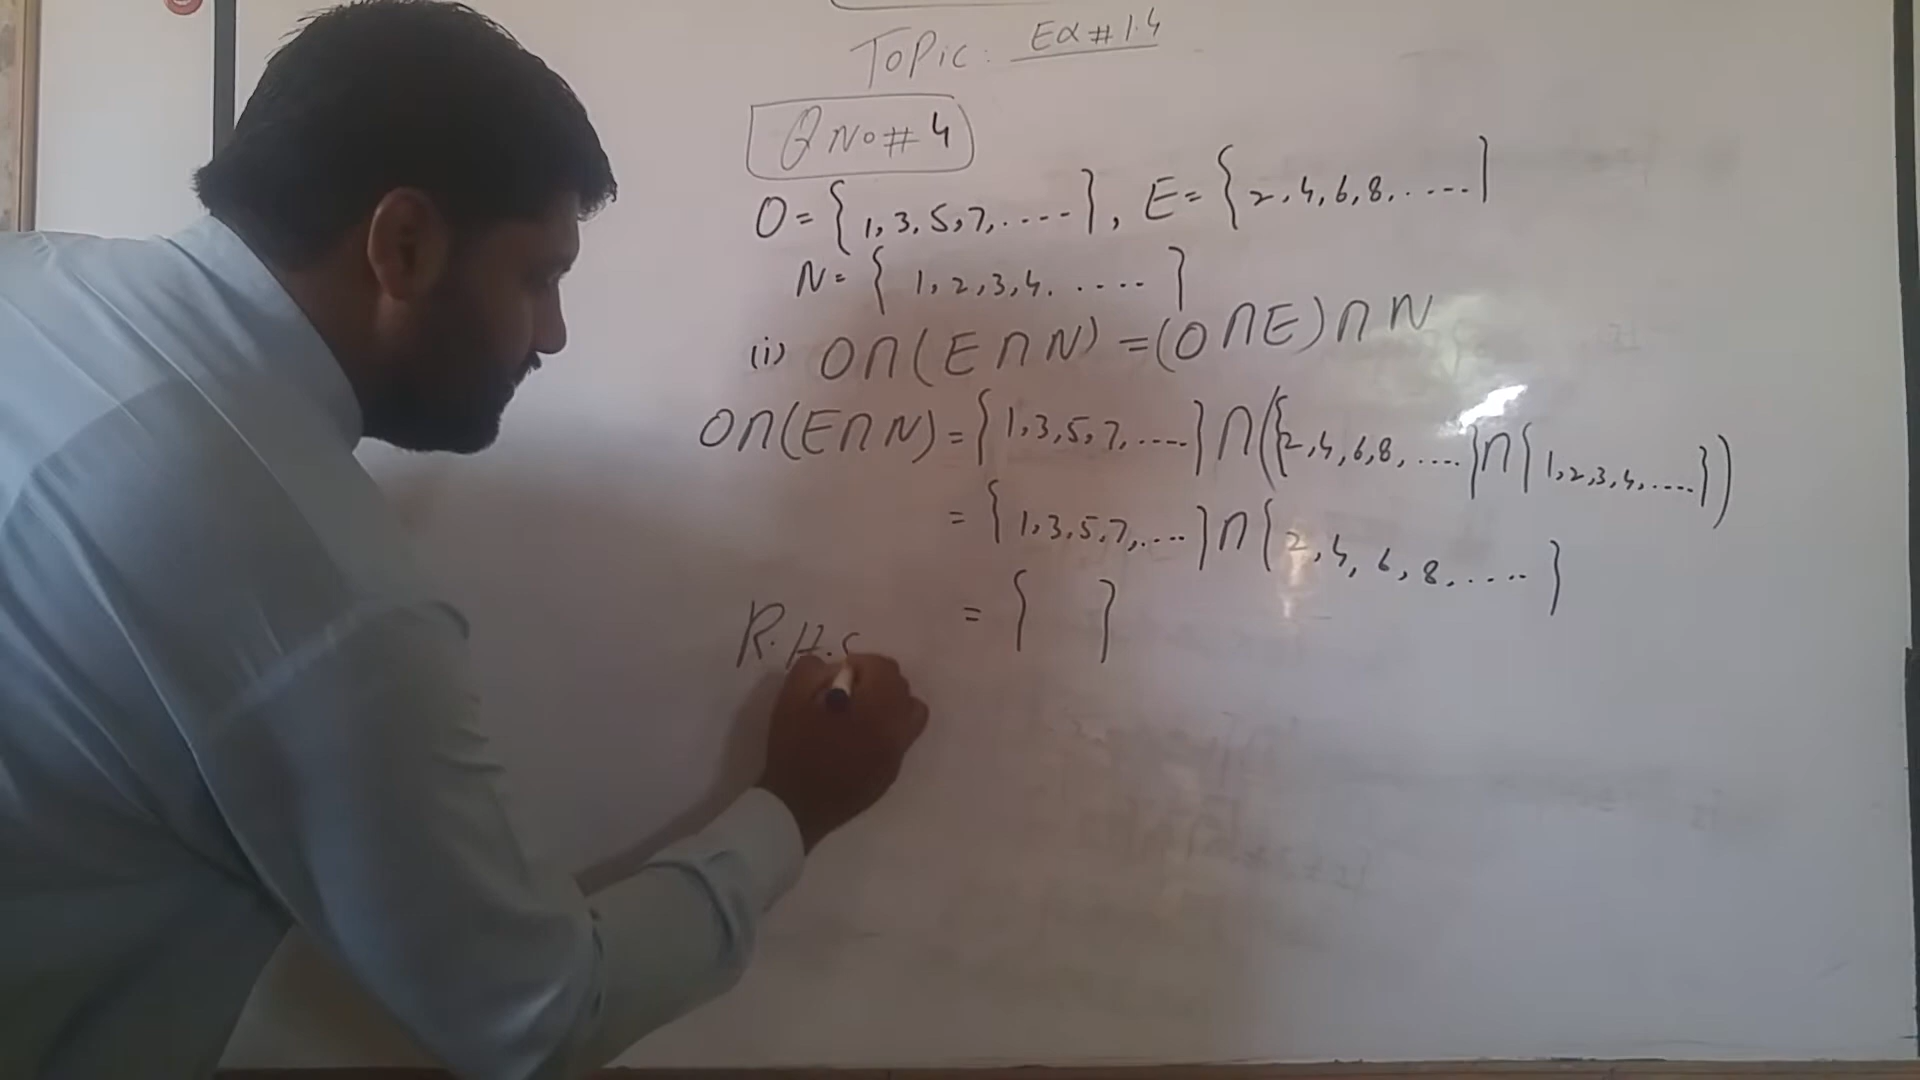 Topic: Ex # 1.4
Q No # 4
O = { 1, 3, 5, 7, ..... }, E = { 2, 4, 6, 8, ..... }
N = { 1, 2, 3, 4, ..... }
(i) O∩(E∩N) = (O∩E)∩N
O∩(E∩N) = {1, 3, 5, 7, .....} ∩ ({2, 4, 6, 8, .....} ∩ {1, 2, 3, 4, .....})
= {1, 3, 5, 7, .....} ∩ {2, 4, 6, 8, .....}
= { }
R.H.S